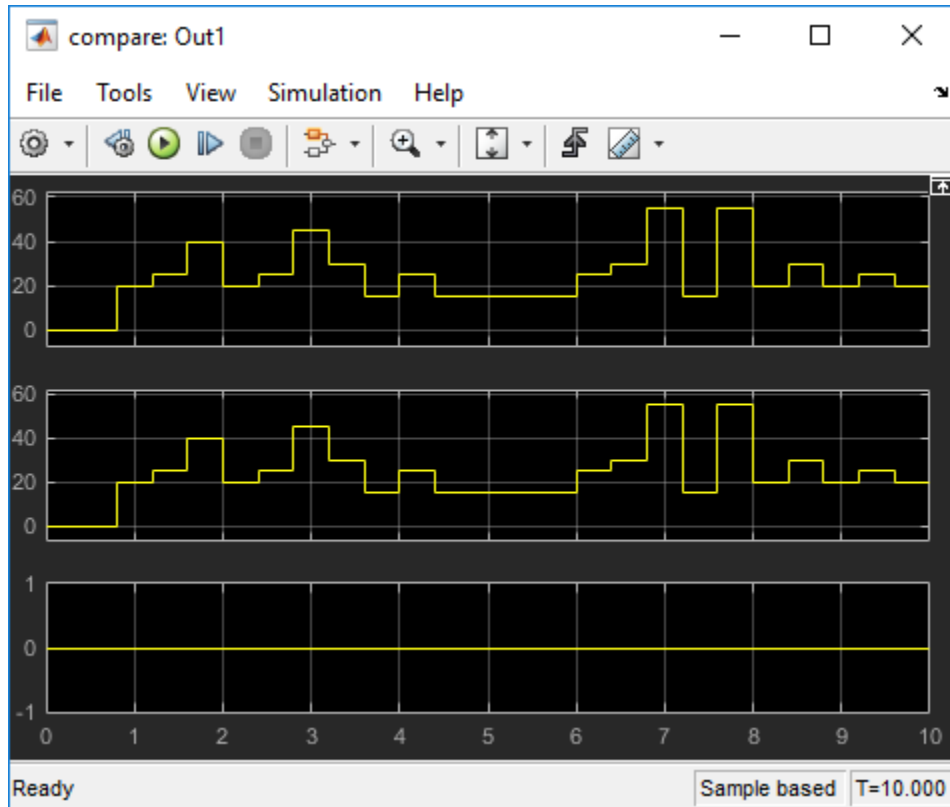 compare: Out1
File Tools View Simulation Help
60
40
20
0
60
40
20
0
1
0
-1
0 1 2 3 4 5 6 7 8 9 10
Ready Sample based T=10.000